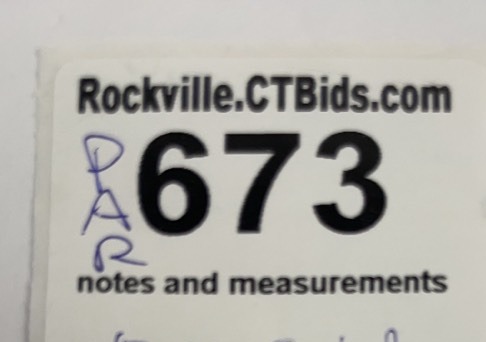 Rockville.CTBids.com
PAR
673
notes and measurements